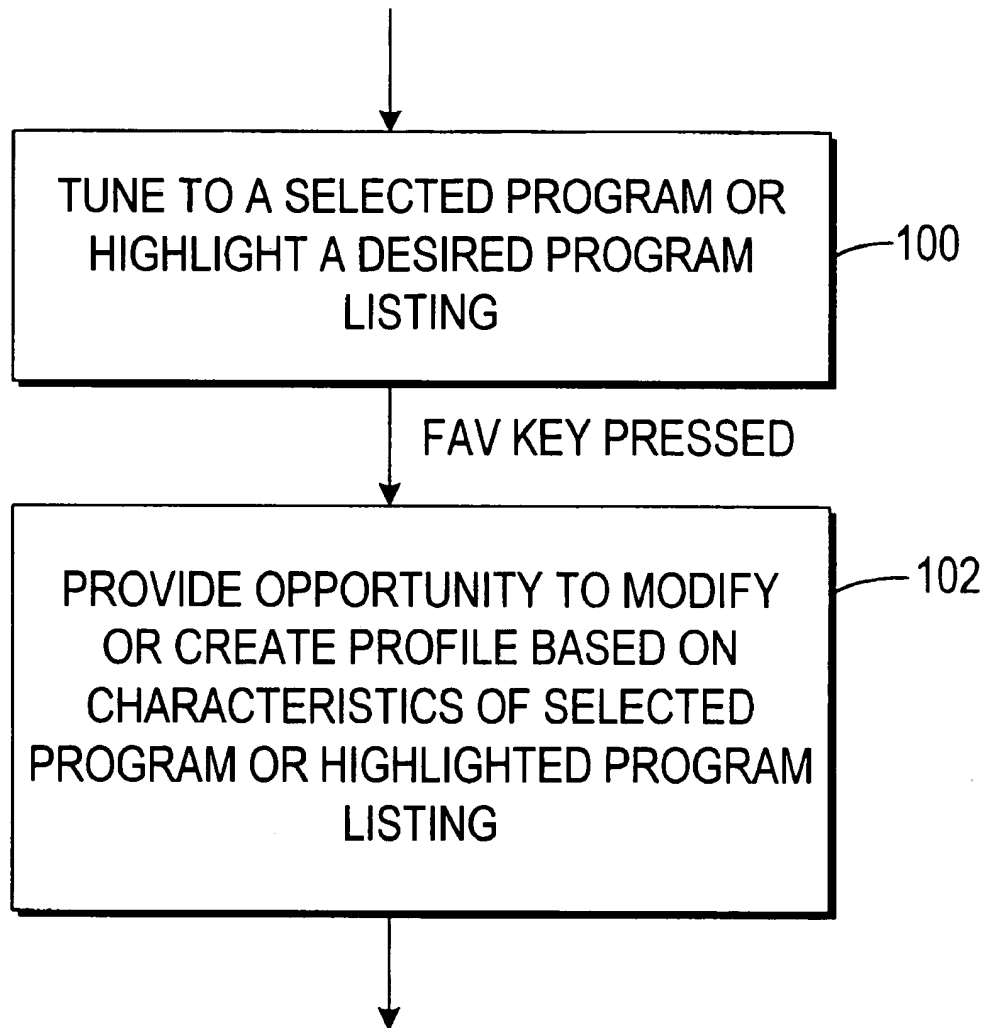 TUNE TO A SELECTED PROGRAM OR
HIGHLIGHT A DESIRED PROGRAM
LISTING
100
FAV KEY PRESSED
PROVIDE OPPORTUNITY TO MODIFY
OR CREATE PROFILE BASED ON
CHARACTERISTICS OF SELECTED
PROGRAM OR HIGHLIGHTED PROGRAM
LISTING
102